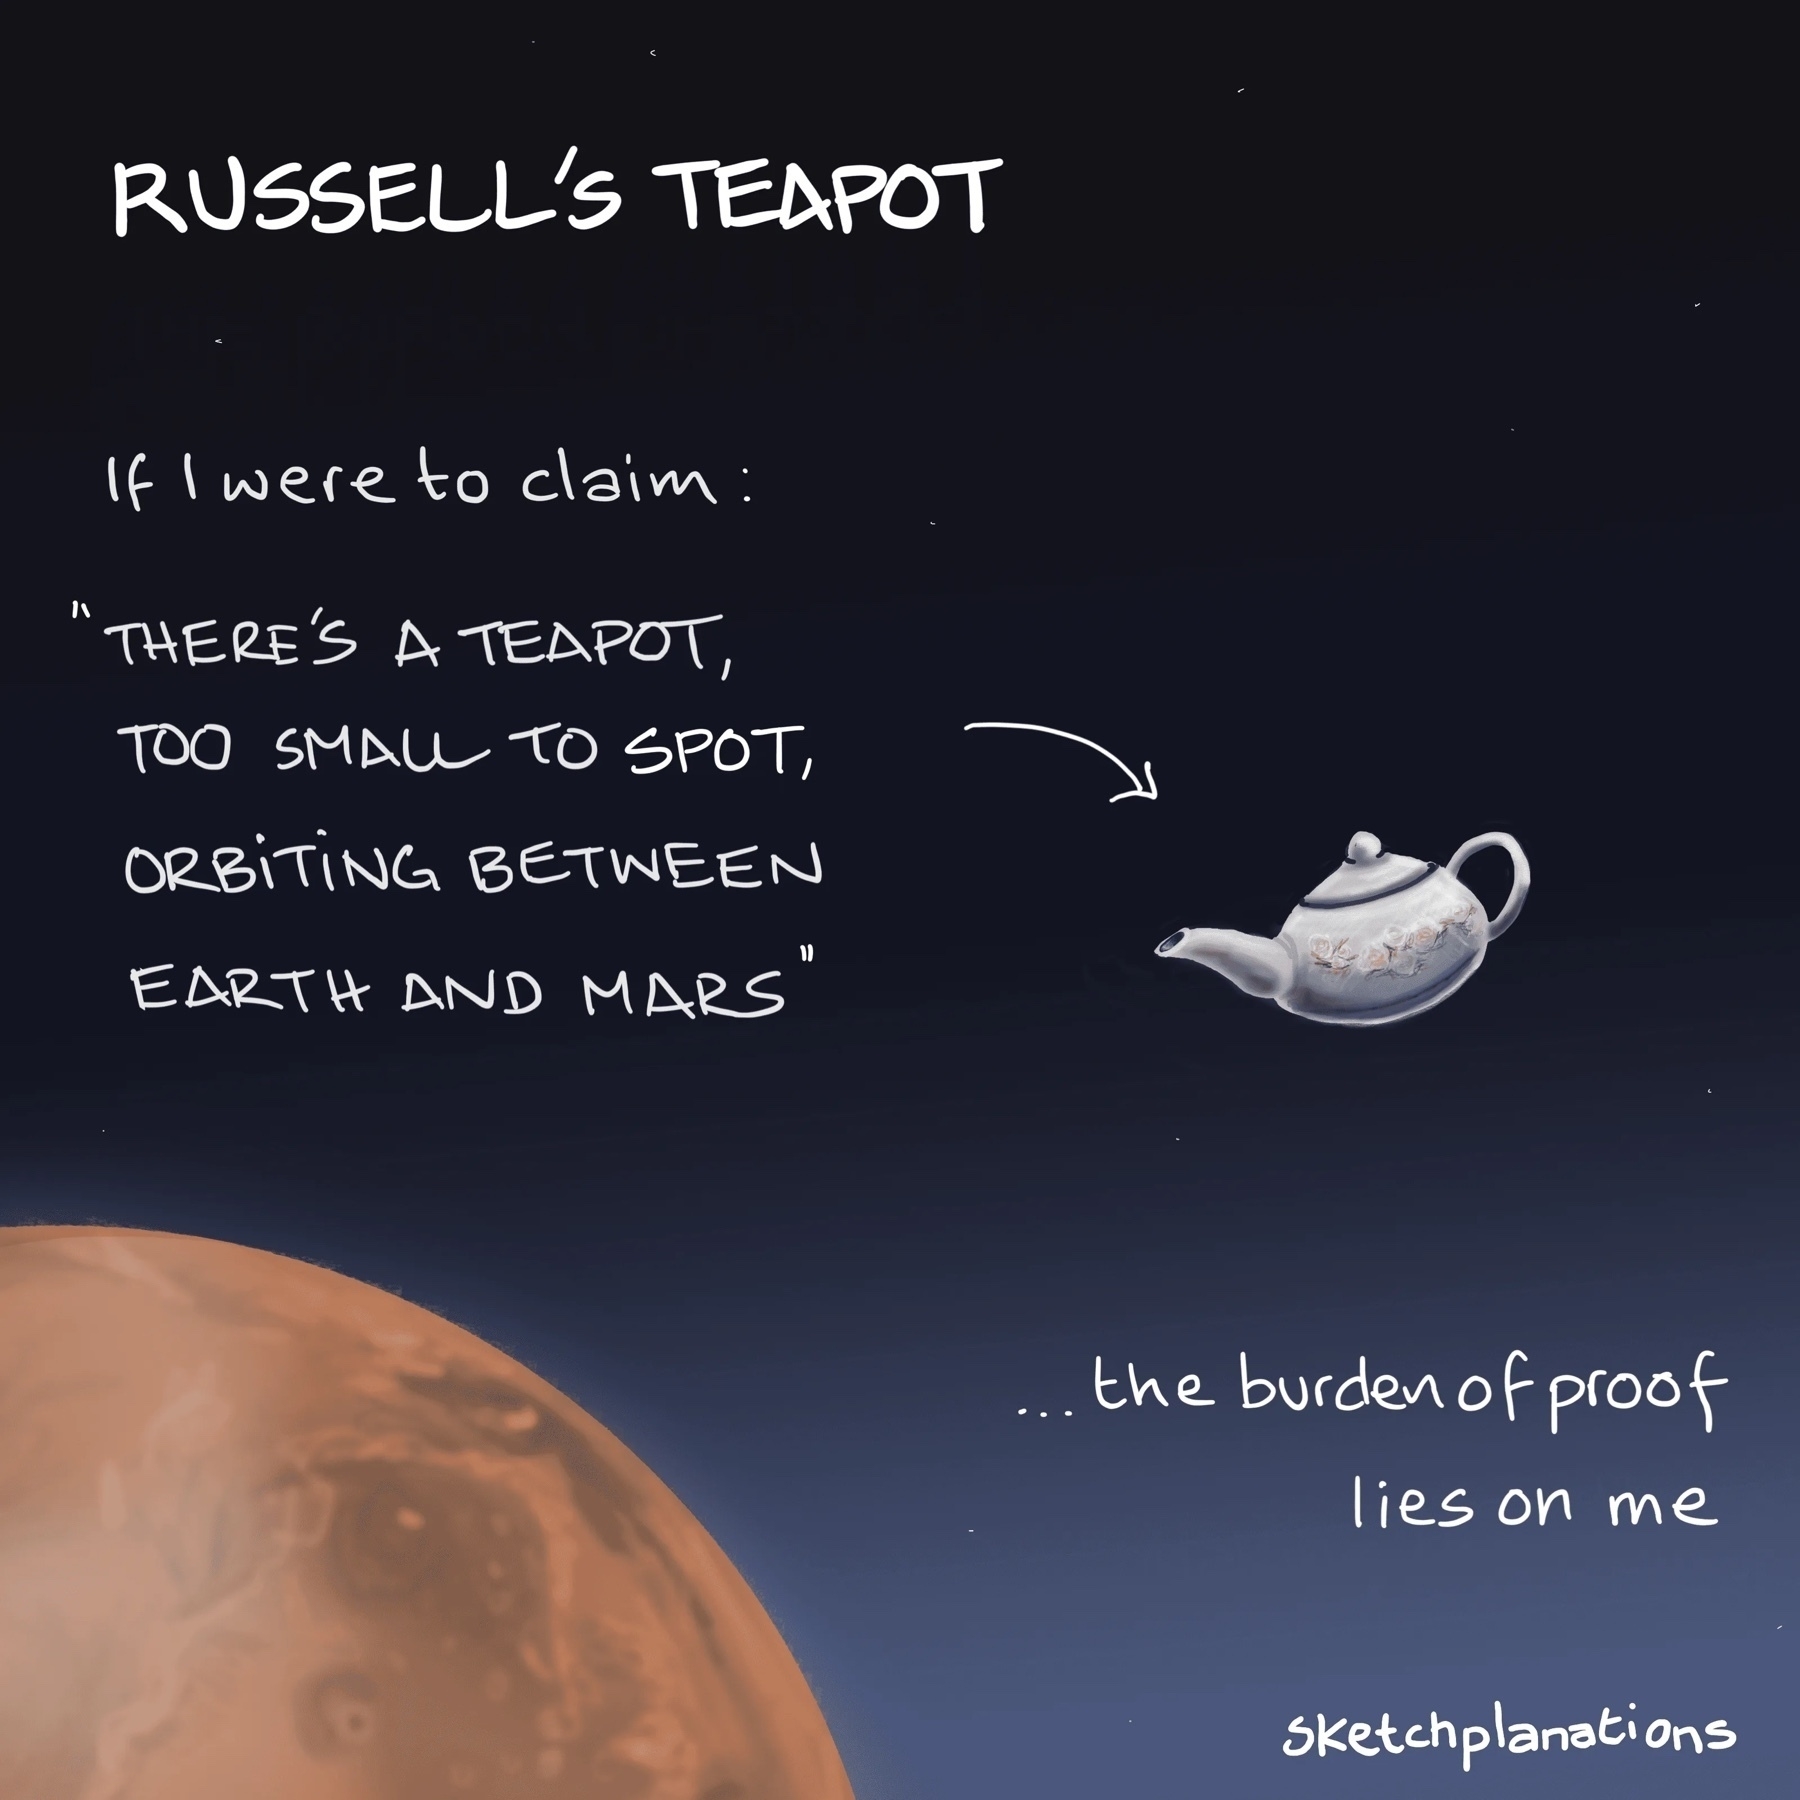 RUSSELL'S TEAPOT
If I were to claim:
"THERE'S A TEAPOT,
TOO SMALL TO SPOT,
ORBITING BETWEEN
EARTH AND MARS"
...the burden of proof
lies on me
sketchplanations